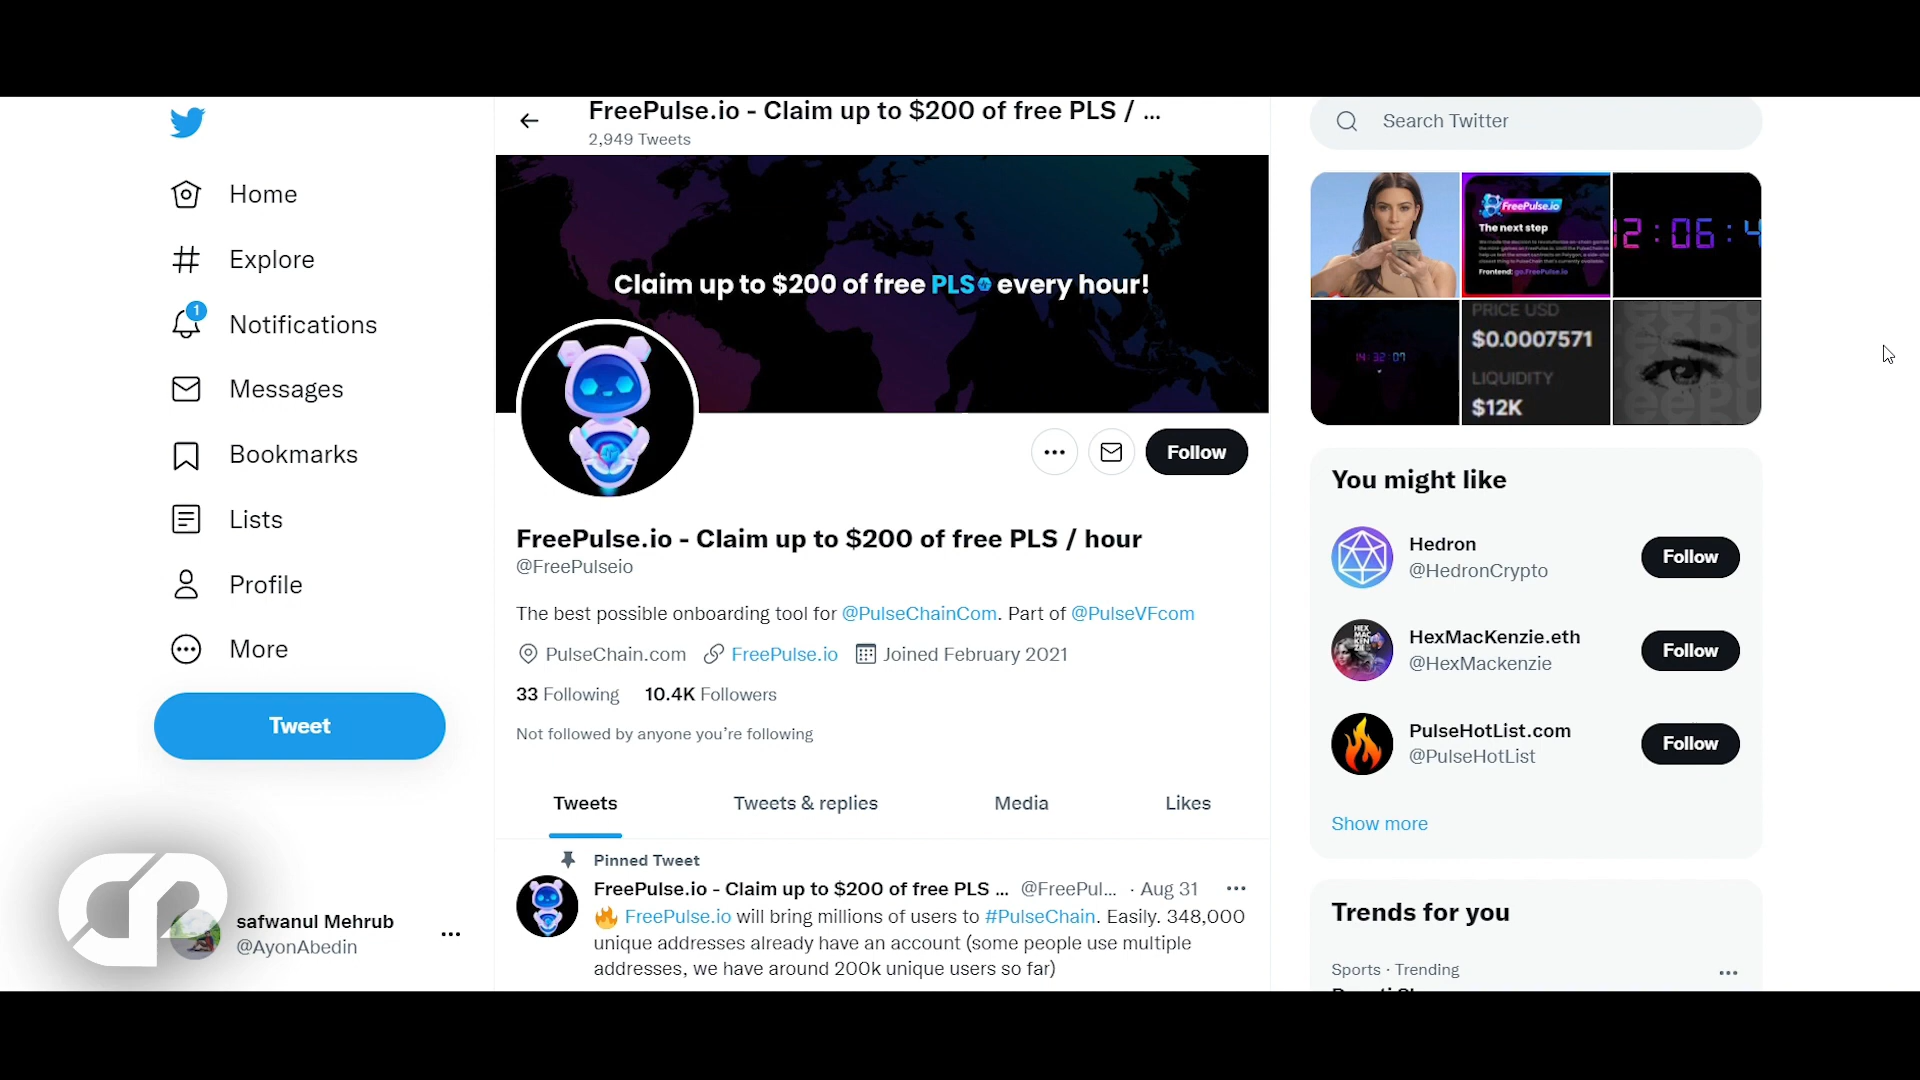 Home
Explore
1
Notifications
Messages
Bookmarks
Lists
Profile
More
Tweet
safwanul Mehrub
@AyonAbedin
...
FreePulse.io - Claim up to $200 of free PLS / ...
2,949 Tweets
Claim up to $200 of free PLS every hour!
Follow
FreePulse.io - Claim up to $200 of free PLS / hour
@FreePulseio
The best possible onboarding tool for @PulseChainCom. Part of @PulseVFcom
PulseChain.com FreePulse.io Joined February 2021
33 Following 10.4K Followers
Not followed by anyone you're following
Tweets Tweets & replies Media Likes
Pinned Tweet
FreePulse.io - Claim up to $200 of free PLS ... @FreePul... · Aug 31
🔥 FreePulse.io will bring millions of users to #PulseChain. Easily. 348,000
unique addresses already have an account (some people use multiple
addresses, we have around 200k unique users so far)
Search Twitter
FreePulse.io
The next step
Frontend: go.FreePulse.io
12:06:4
14:32:07
PRICE USD
$0.0007571
LIQUIDITY
$12K
You might like
Hedron
@HedronCrypto
Follow
HexMacKenzie.eth
@HexMackenzie
Follow
PulseHotList.com
@PulseHotList
Follow
Show more
Trends for you
Sports · Trending